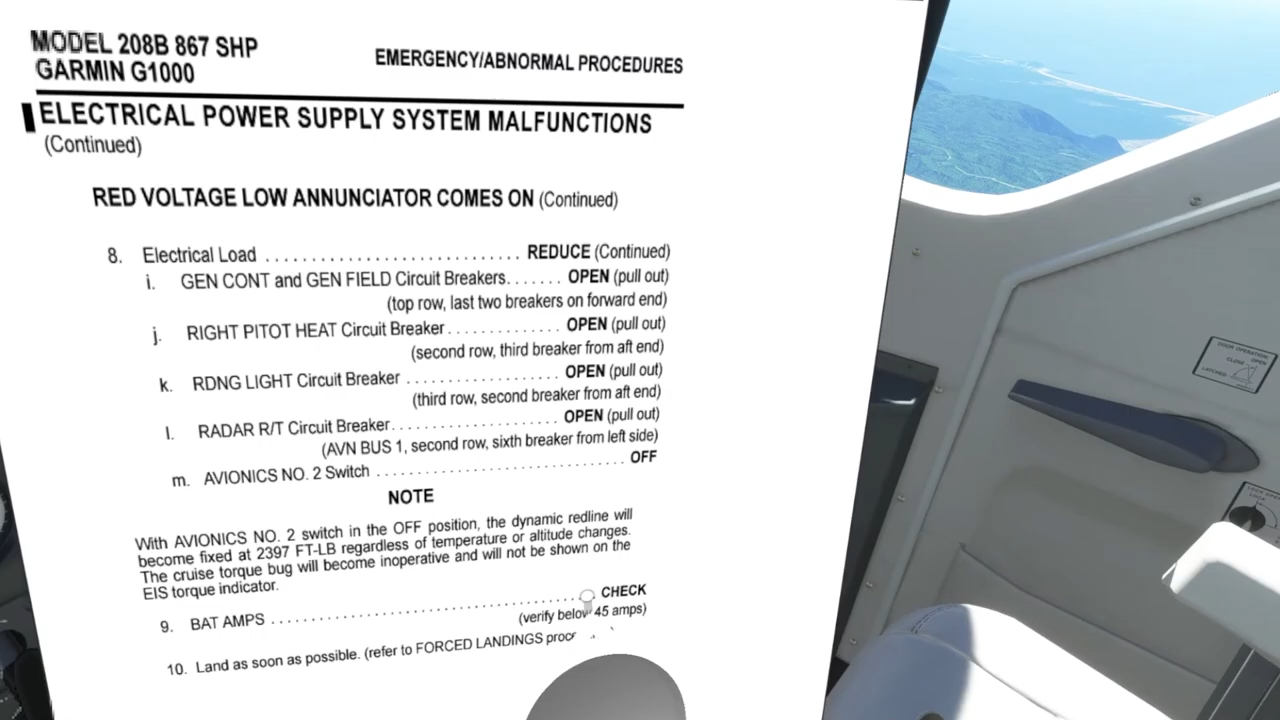 MODEL 208B 867 SHP
GARMIN G1000
EMERGENCY/ABNORMAL PROCEDURES
ELECTRICAL POWER SUPPLY SYSTEM MALFUNCTIONS
(Continued)
RED VOLTAGE LOW ANNUNCIATOR COMES ON (Continued)
8. Electrical Load ............................ REDUCE (Continued)
i. GEN CONT and GEN FIELD Circuit Breakers....... OPEN (pull out)
(top row, last two breakers on forward end)
j. RIGHT PITOT HEAT Circuit Breaker .............. OPEN (pull out)
(second row, third breaker from aft end)
k. RDNG LIGHT Circuit Breaker ................... OPEN (pull out)
(third row, second breaker from aft end)
l. RADAR R/T Circuit Breaker...................... OPEN (pull out)
(AVN BUS 1, second row, sixth breaker from left side)
m. AVIONICS NO. 2 Switch ............................... OFF
NOTE
With AVIONICS NO. 2 switch in the OFF position, the dynamic redline will
become fixed at 2397 FT-LB regardless of temperature or altitude changes.
The cruise torque bug will become inoperative and will not be shown on the
EIS torque indicator.
9. BAT AMPS ........................................ CHECK
(verify below 45 amps)
10. Land as soon as possible. (refer to FORCED LANDINGS
DOOR OPERATION
CLOSE OPEN
LATCHED